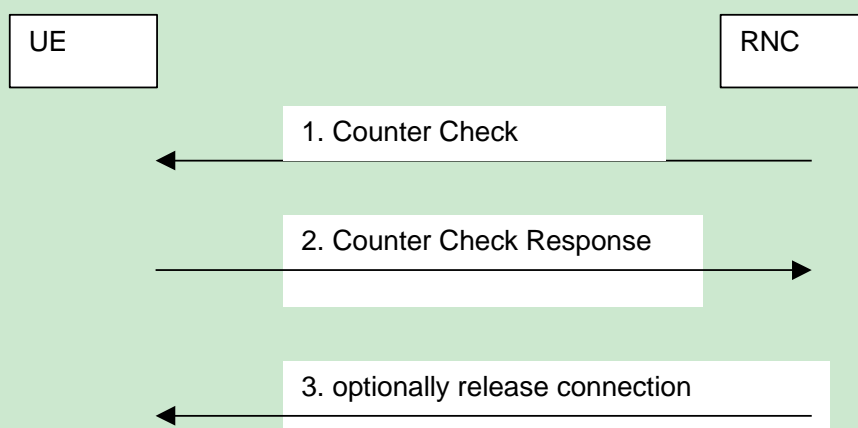 UE
RNC
1. Counter Check
2. Counter Check Response
3. optionally release connection